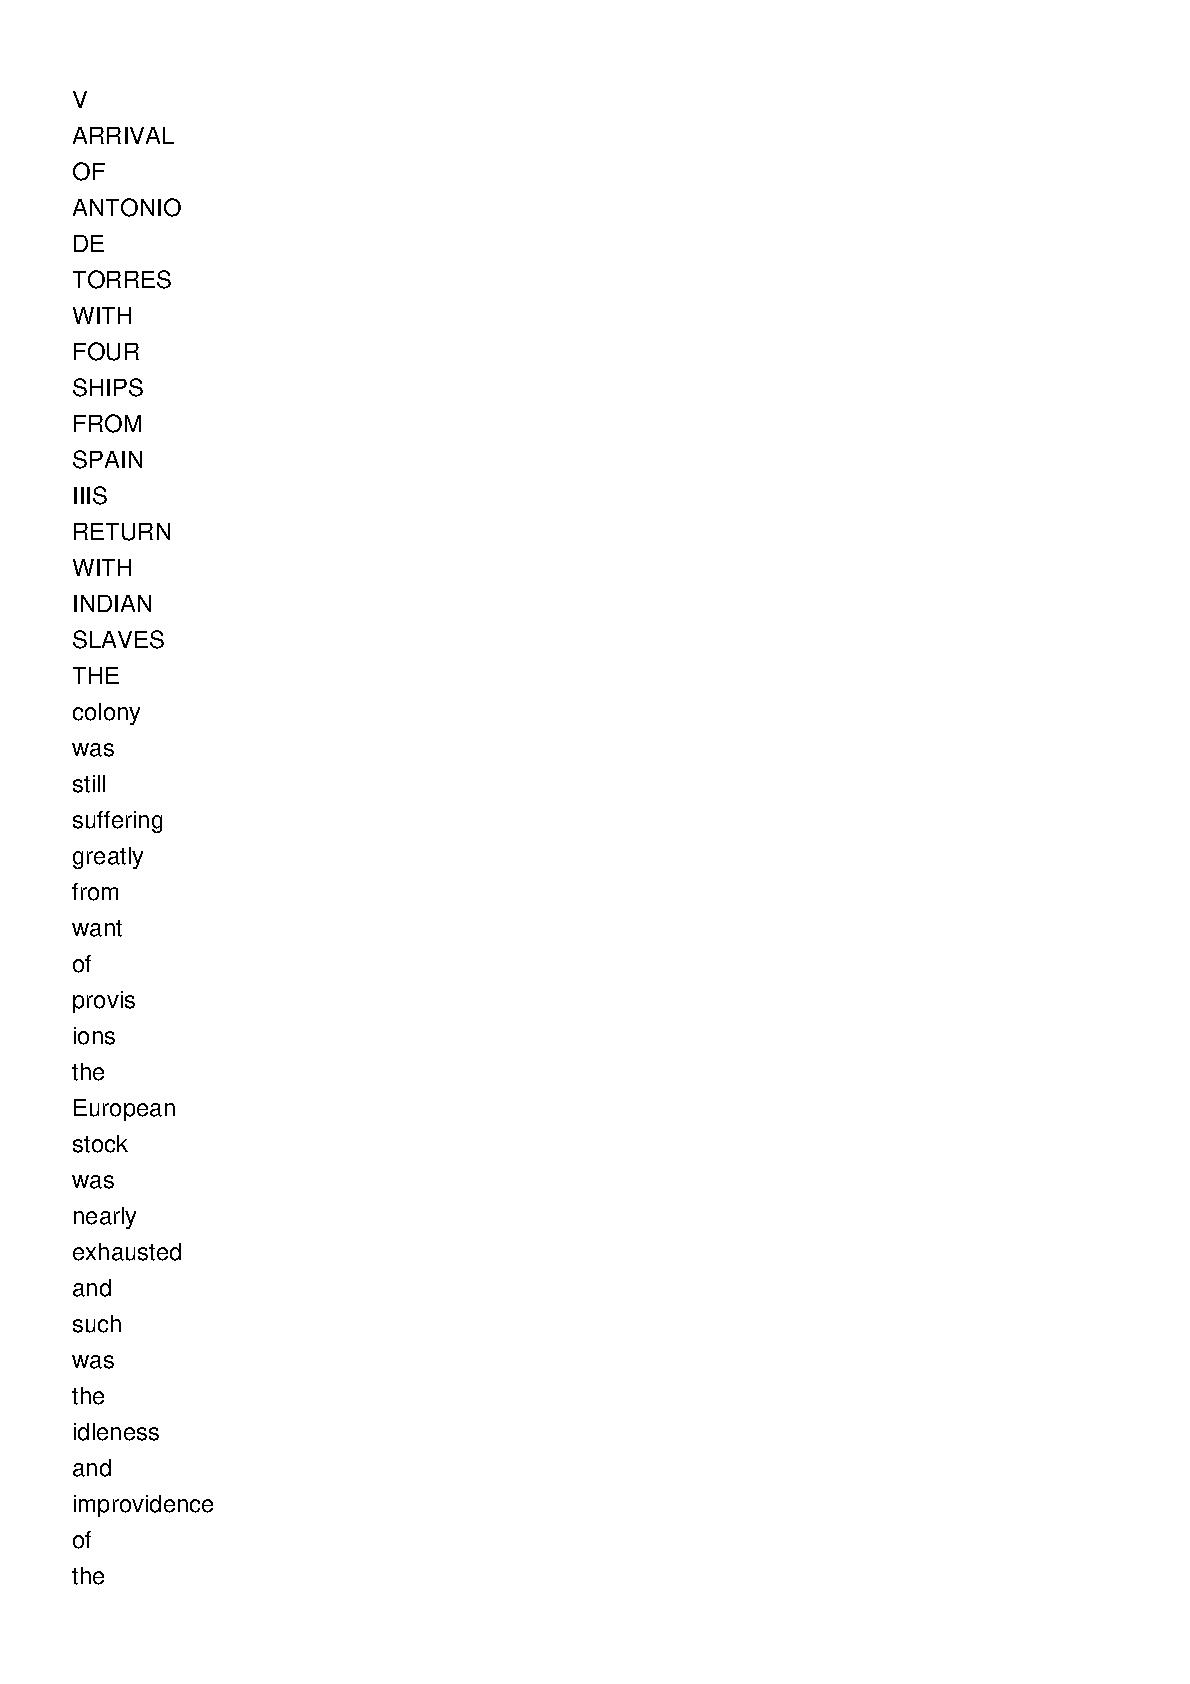 V
ARRIVAL
OF
ANTONIO
DE
TORRES
WITH
FOUR
SHIPS
FROM
SPAIN
IIIS
RETURN
WITH
INDIAN
SLAVES
THE
colony
was
still
suffering
greatly
from
want
of
provis
ions
the
European
stock
was
nearly
exhausted
and
such
was
the
idleness
and
improvidence
of
the